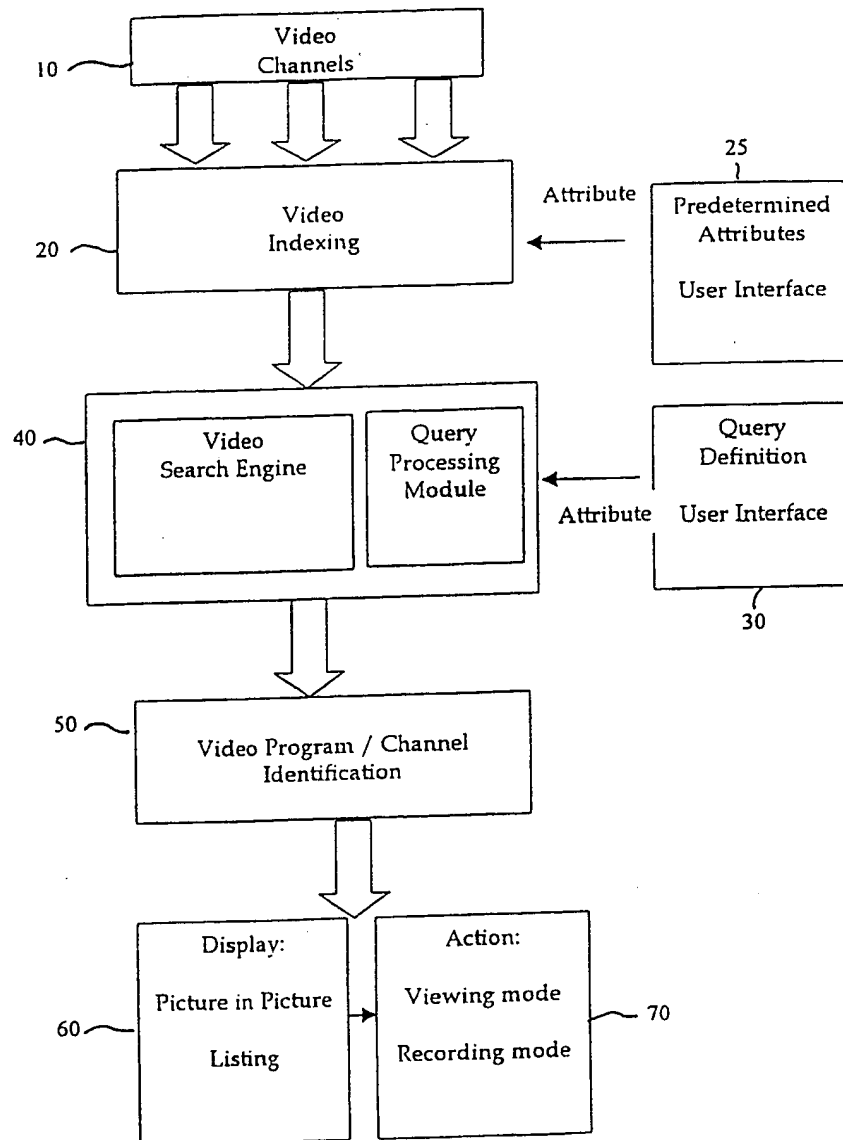 Video
Channels
10
Video
Indexing
20
Attribute
25
Predetermined
Attributes
User Interface
40
Video
Search Engine
Query
Processing
Module
Attribute
Query
Definition
User Interface
30
50
Video Program / Channel
Identification
Display:
Picture in Picture
Listing
60
Action:
Viewing mode
Recording mode
70